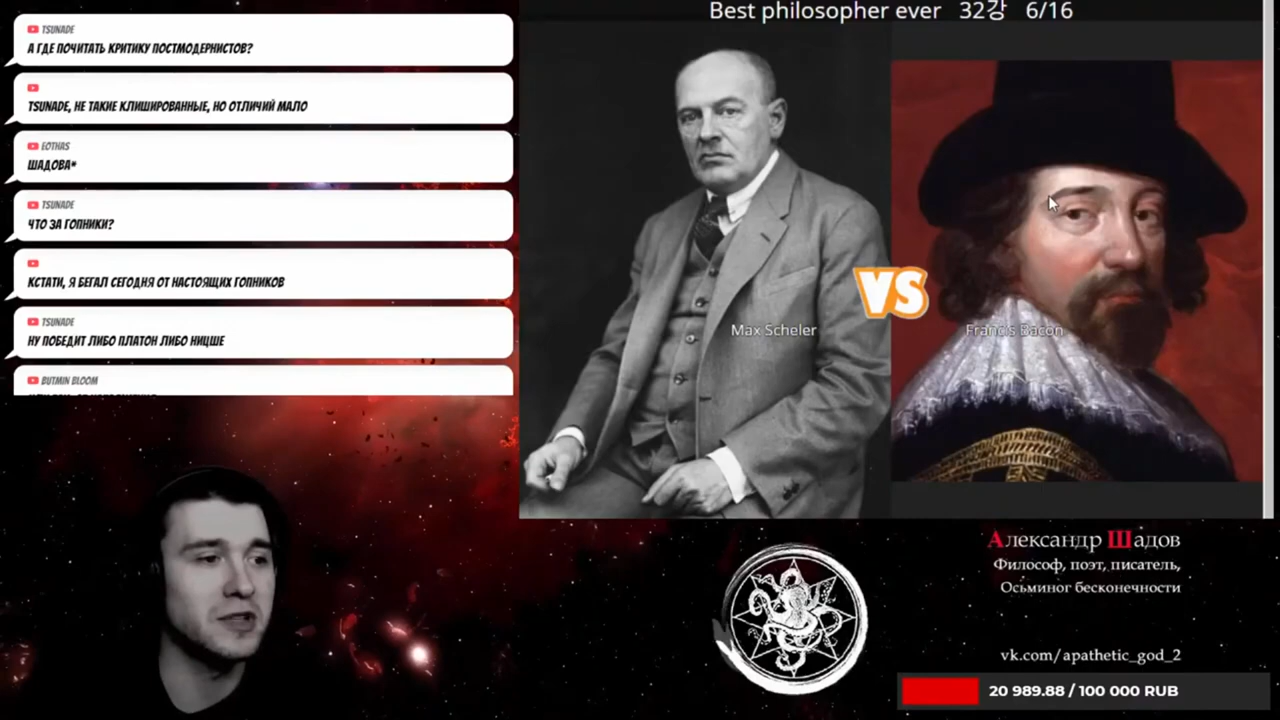 TSUNADE
А ГДЕ ПОЧИТАТЬ КРИТИКУ ПОСТМОДЕРНИСТОВ?
TSUNADE, НЕ ТАКИЕ КЛИШИРОВАННЫЕ, НО ОТЛИЧИЙ МАЛО
EOTHAS
ШАДОВА*
TSUNADE
ЧТО ЗА ГОПНИКИ?
КСТАТИ, Я БЕГАЛ СЕГОДНЯ ОТ НАСТОЯЩИХ ГОПНИКОВ
TSUNADE
НУ ПОБЕДИТ ЛИБО ПЛАТОН ЛИБО НИЦШЕ
BUTMIN BLOOM
Best philosopher ever 32강 6/16
VS
Max Scheler
Francis Bacon
Александр Шадов
Философ, поэт, писатель,
Осьминог бесконечности
vk.com/apathetic_god_2
20 989.88 / 100 000 RUB